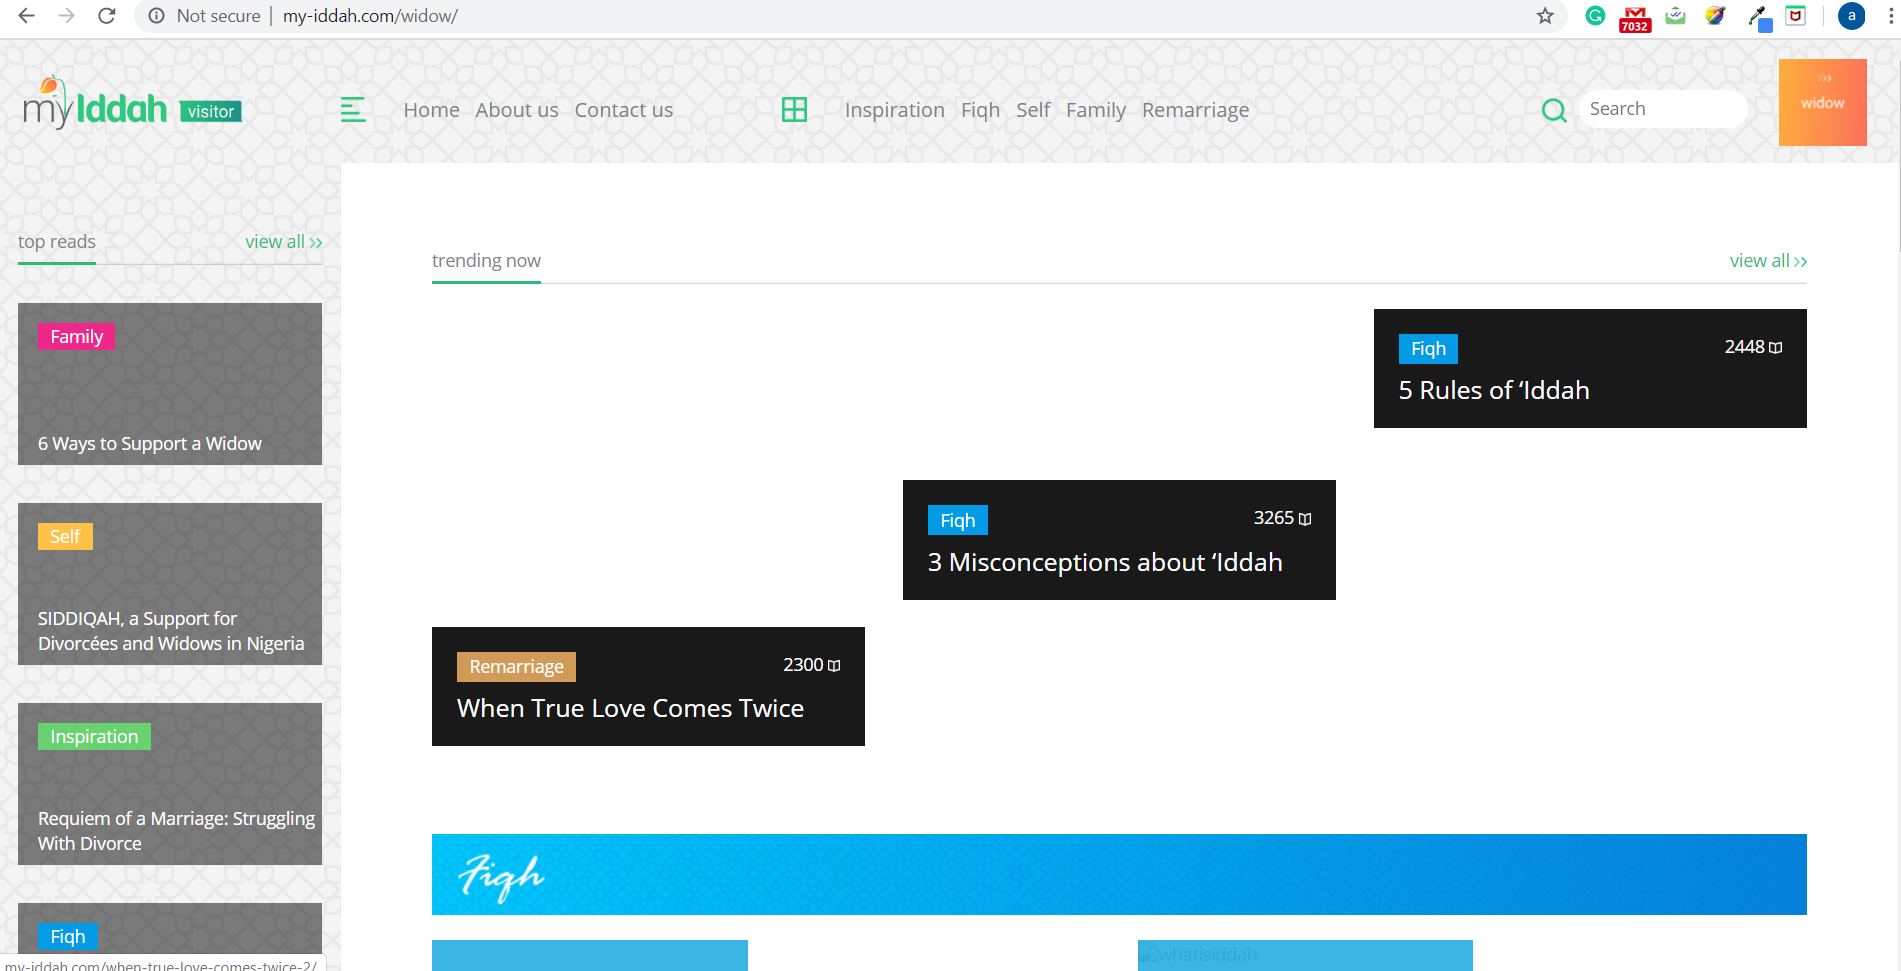 Not secure my-iddah.com/widow/
7032
a
myIddah visitor
Home About us Contact us
Inspiration Fiqh Self Family Remarriage
Search
widow
top reads view all
Family
6 Ways to Support a Widow
Self
SIDDIQAH, a Support for
Divorcées and Widows in Nigeria
Inspiration
Requiem of a Marriage: Struggling
With Divorce
Fiqh
trending now view all
Fiqh 2448
5 Rules of ‘Iddah
Fiqh 3265
3 Misconceptions about ‘Iddah
Remarriage 2300
When True Love Comes Twice
Fiqh
whatisiddah
my-iddah.com/when-true-love-comes-twice-2/